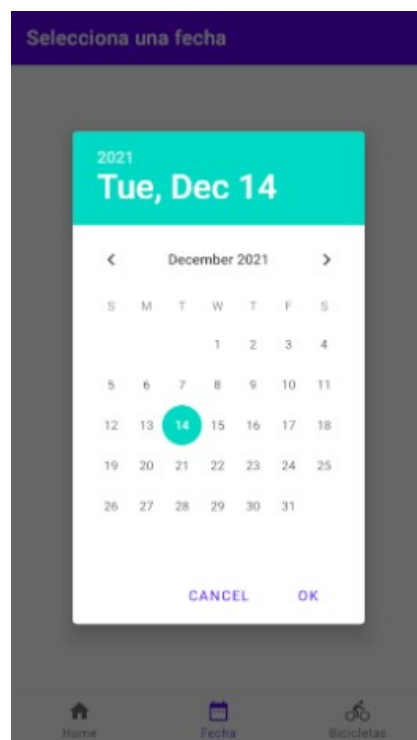 Selecciona una fecha
2021
Tue, Dec 14
December 2021
S M T W T F S
1 2 3 4
5 6 7 8 9 10 11
12 13 14 15 16 17 18
19 20 21 22 23 24 25
26 27 28 29 30 31
CANCEL OK
Home Fecha Bicicletas